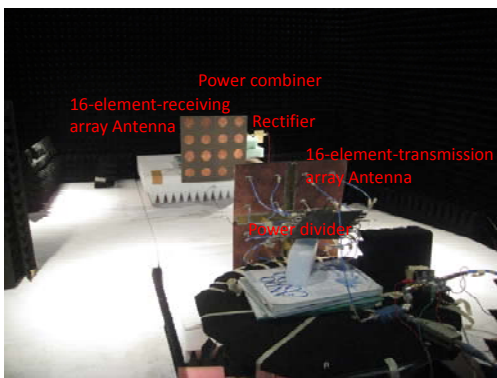 Power combiner
16-element-receiving
array Antenna
Rectifier
16-element-transmission
array Antenna
Power divider